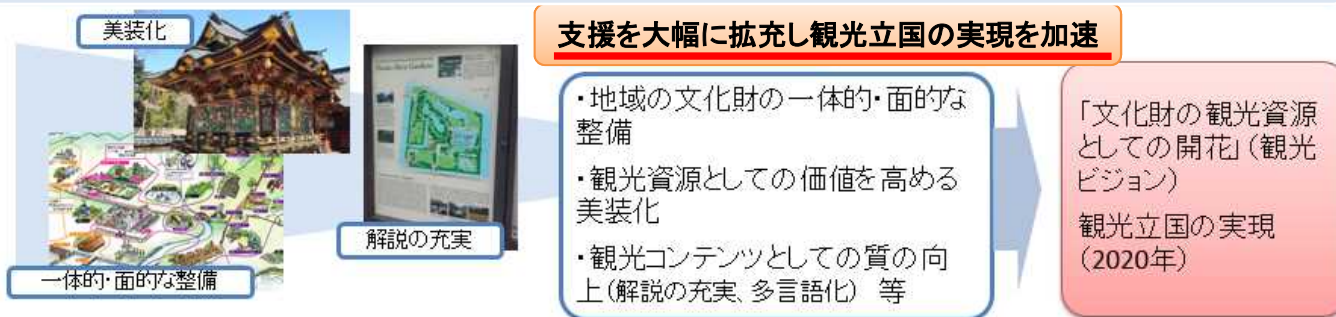 美装化
一体的・面的な整備
解説の充実
支援を大幅に拡充し観光立国の実現を加速
・地域の文化財の一体的・面的な
整備
・観光資源としての価値を高める
美装化
・観光コンテンツとしての質の向
上(解説の充実、多言語化) 等
「文化財の観光資源
としての開花」(観光
ビジョン)
観光立国の実現
(2020年)